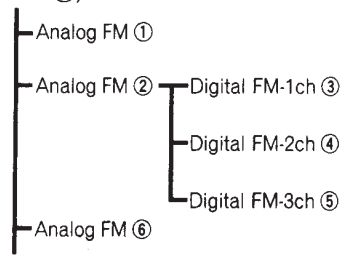 Analog FM ①
Analog FM ② Digital FM-1ch ③
Digital FM-2ch ④
Digital FM-3ch ⑤
Analog FM ⑥